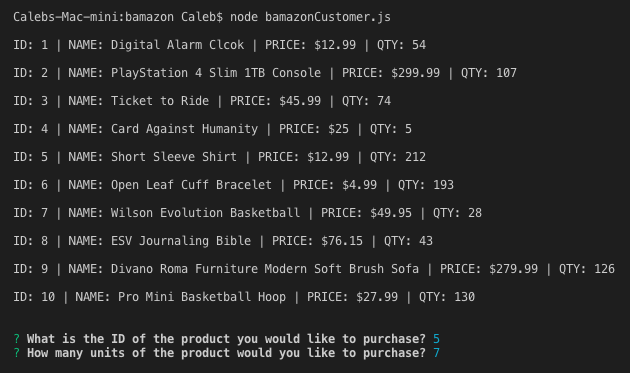 Calebs-Mac-mini:bamazon Caleb$ node bamazonCustomer.js
ID: 1 | NAME: Digital Alarm Clcok | PRICE: $12.99 | QTY: 54
ID: 2 | NAME: PlayStation 4 Slim 1TB Console | PRICE: $299.99 | QTY: 107
ID: 3 | NAME: Ticket to Ride | PRICE: $45.99 | QTY: 74
ID: 4 | NAME: Card Against Humanity | PRICE: $25 | QTY: 5
ID: 5 | NAME: Short Sleeve Shirt | PRICE: $12.99 | QTY: 212
ID: 6 | NAME: Open Leaf Cuff Bracelet | PRICE: $4.99 | QTY: 193
ID: 7 | NAME: Wilson Evolution Basketball | PRICE: $49.95 | QTY: 28
ID: 8 | NAME: ESV Journaling Bible | PRICE: $76.15 | QTY: 43
ID: 9 | NAME: Divano Roma Furniture Modern Soft Brush Sofa | PRICE: $279.99 | QTY: 126
ID: 10 | NAME: Pro Mini Basketball Hoop | PRICE: $27.99 | QTY: 130
? What is the ID of the product you would like to purchase? 5
? How many units of the product would you like to purchase? 7